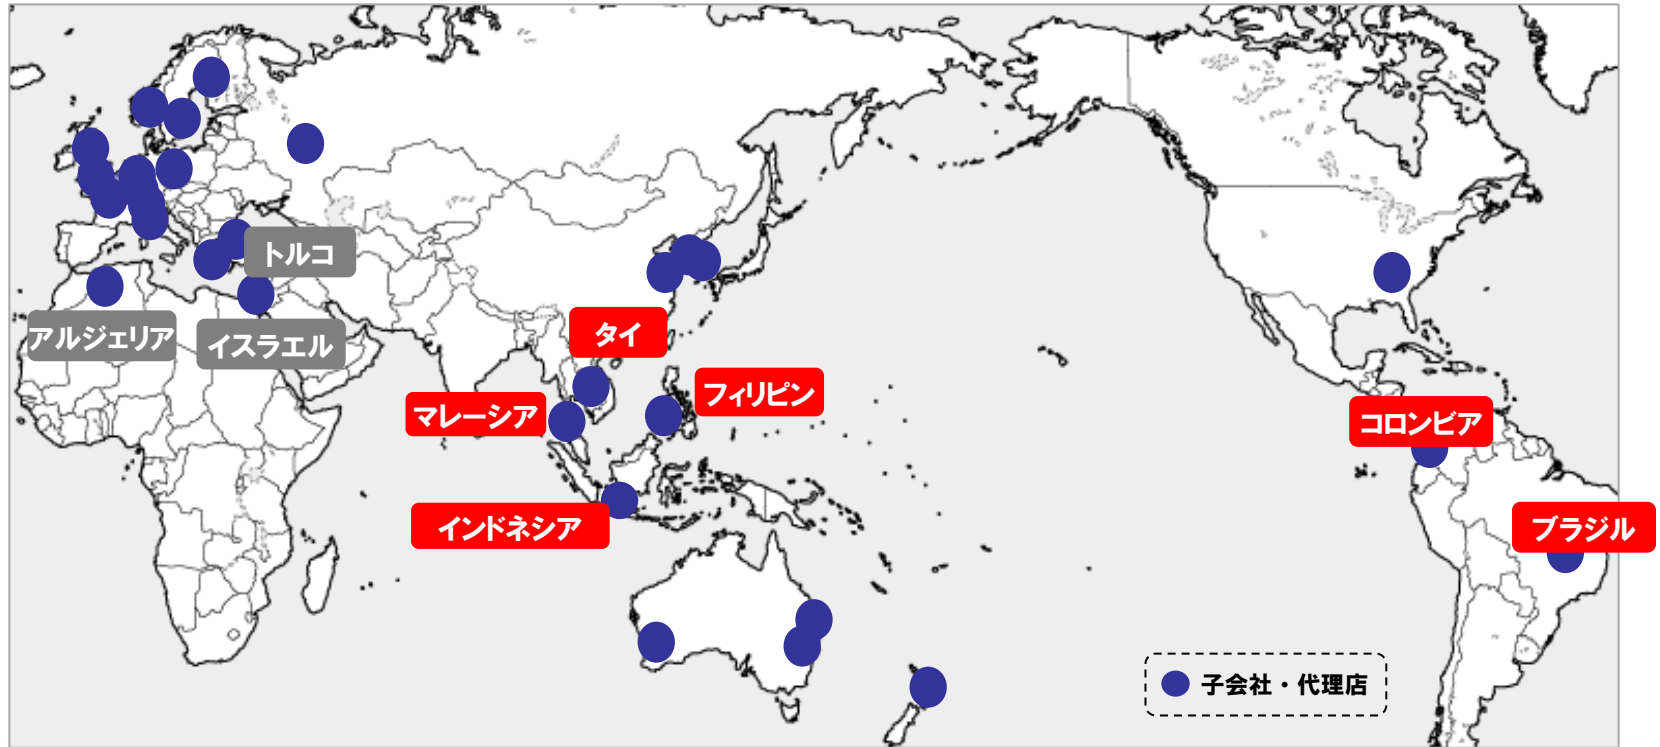 トルコ
アルジェリア
イスラエル
タイ
マレーシア
フィリピン
コロンビア
インドネシア
ブラジル
子会社・代理店